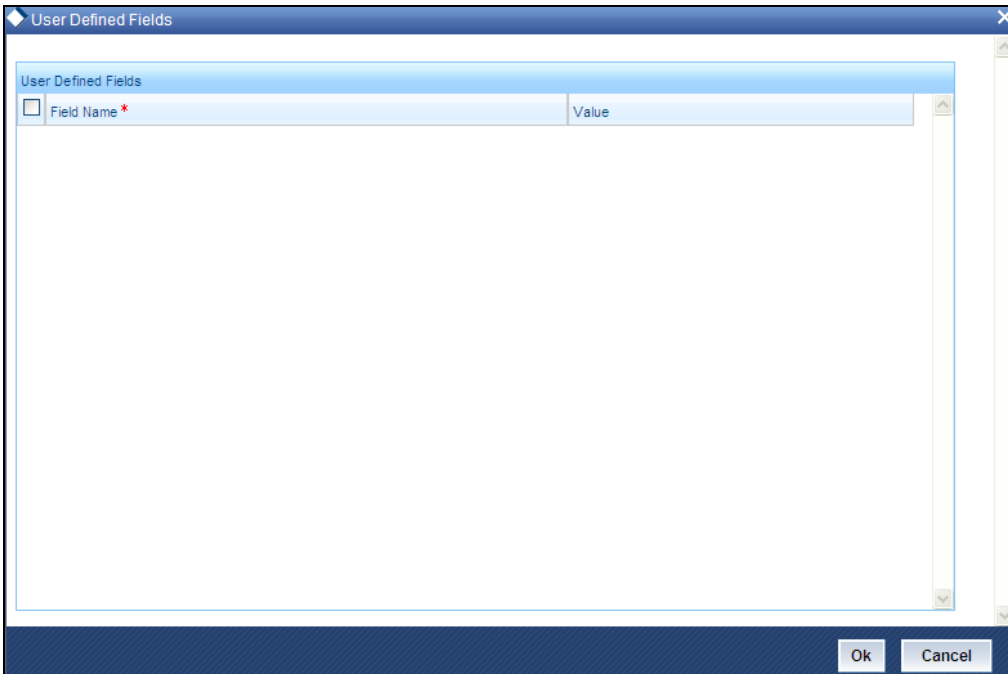 User Defined Fields
User Defined Fields
Field Name * Value
Ok Cancel